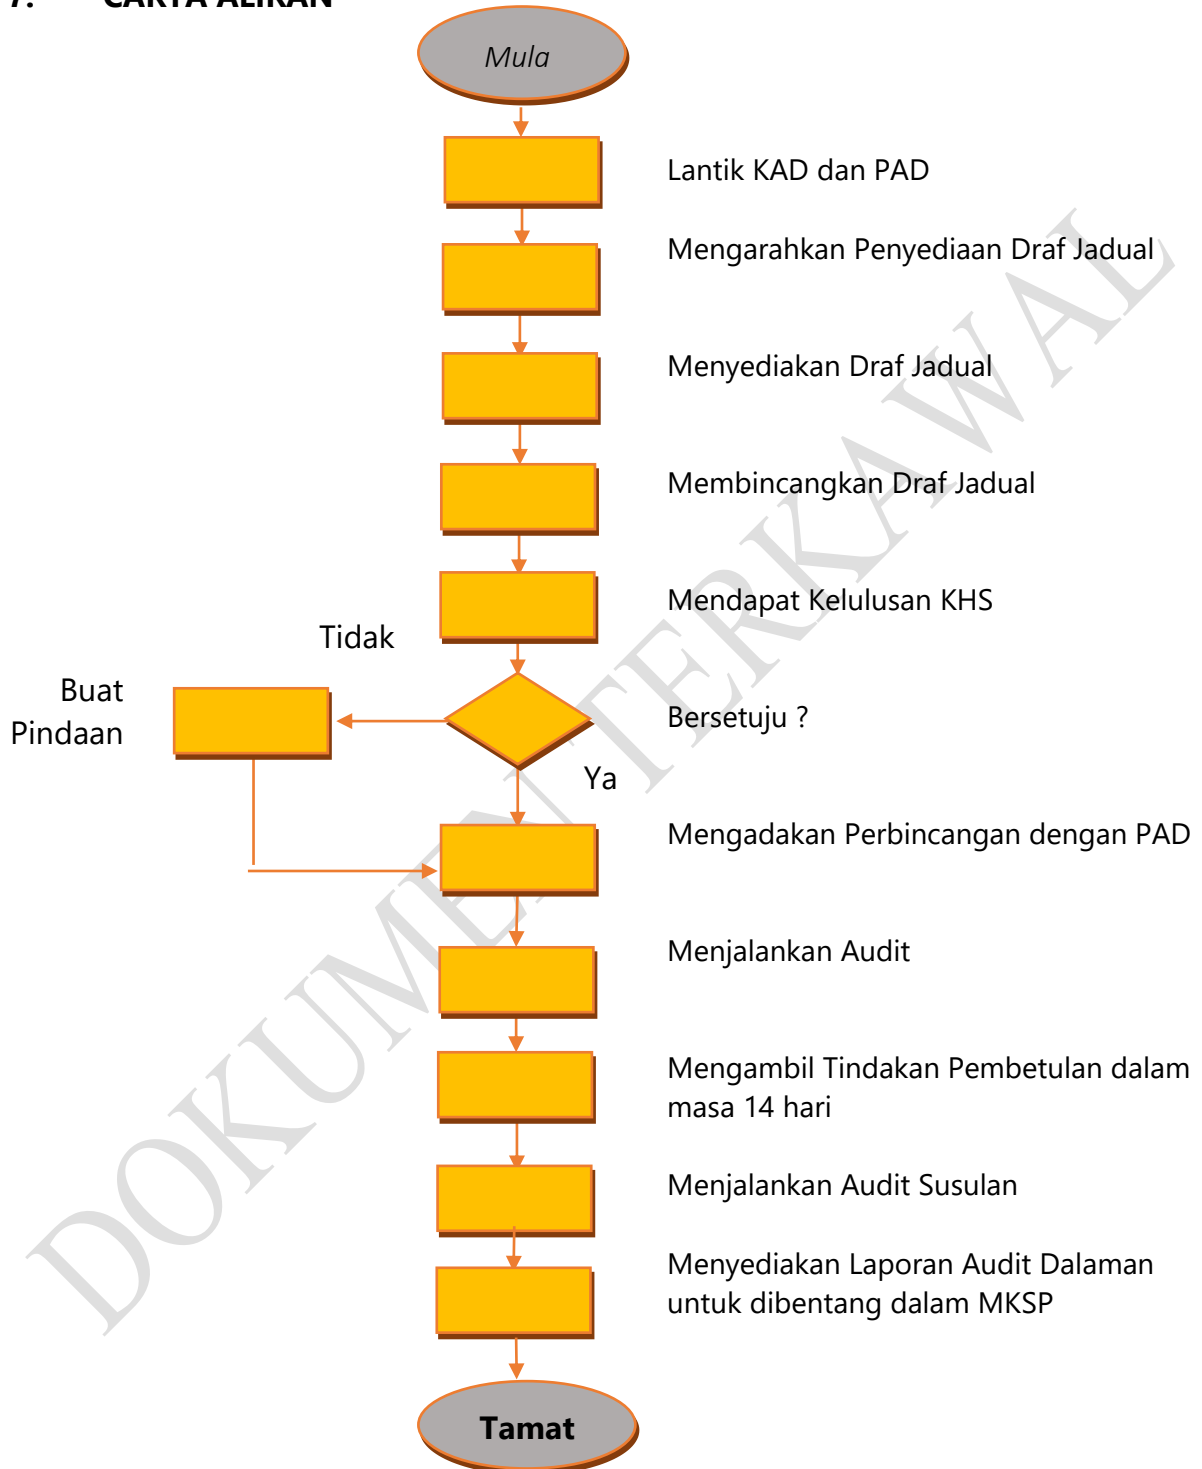 7. CARTA ALIRAN
Mula
Lantik KAD dan PAD
Mengarahkan Penyediaan Draf Jadual
Menyediakan Draf Jadual
Membincangkan Draf Jadual
Mendapat Kelulusan KHS
Tidak
Buat
Pindaan
Bersetuju ?
Ya
Mengadakan Perbincangan dengan PAD
Menjalankan Audit
Mengambil Tindakan Pembetulan dalam
masa 14 hari
Menjalankan Audit Susulan
Menyediakan Laporan Audit Dalaman
untuk dibentang dalam MKSP
Tamat
DOKUMEN TERKAWAL